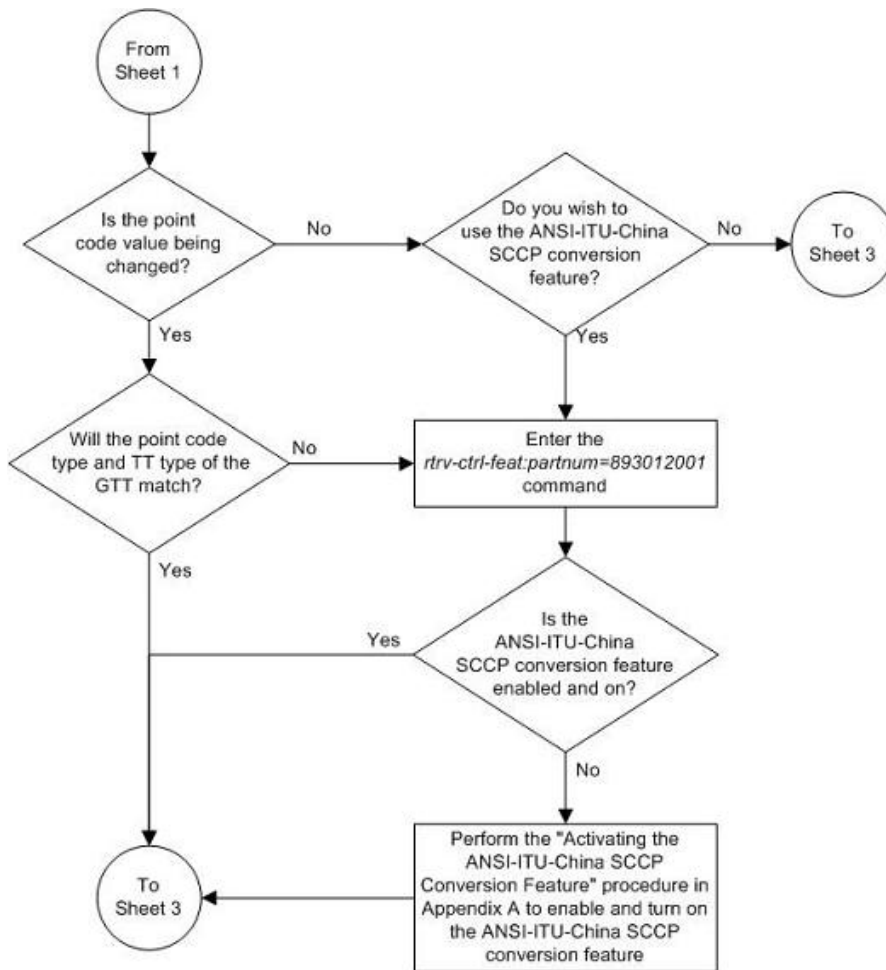 From
Sheet 1
Is the point
code value being
changed?
No
Do you wish to
use the ANSI-ITU-China
SCCP conversion
feature?
No
To
Sheet 3
Yes
Yes
Will the point code
type and TT type of the
GTT match?
No
Enter the
rtrv-ctrl-feat:partnum=893012001
command
Yes
Yes
Is the
ANSI-ITU-China
SCCP conversion feature
enabled and on?
No
To
Sheet 3
Perform the "Activating the
ANSI-ITU-China SCCP
Conversion Feature" procedure in
Appendix A to enable and turn on
the ANSI-ITU-China SCCP
conversion feature